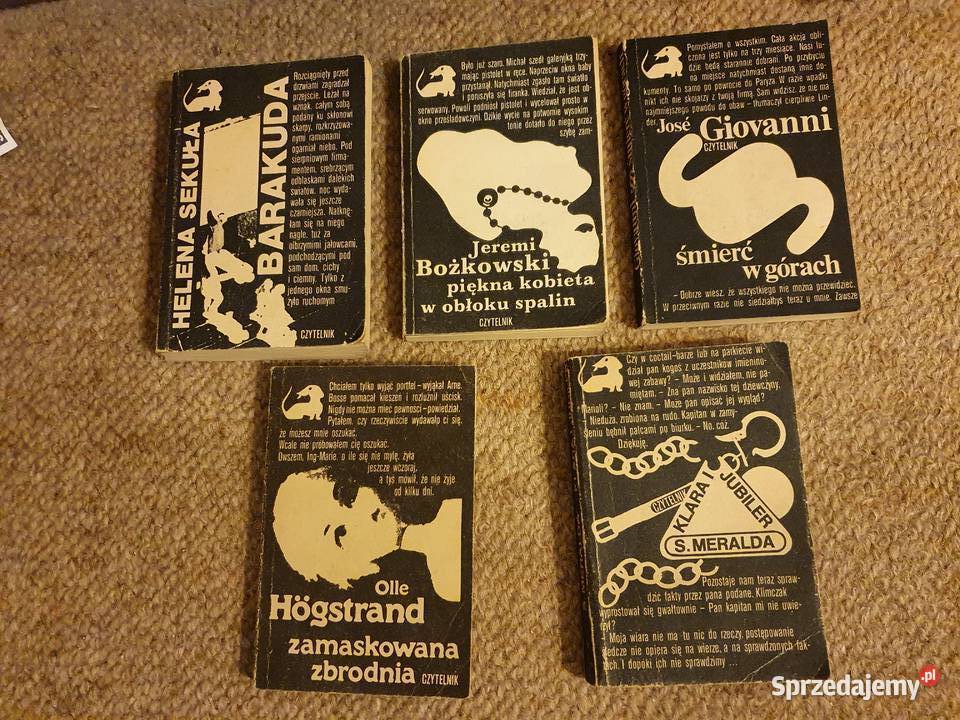 HELENA SEKUŁA
BARAKUDA
Rozciągnięty przed
drzwiami zagradzał
przejście. Leżał na
wznak, całym sobą
podany ku skłonowi
skarpy, rozkrzyżowa-
nymi ramionami
ogarniał niebo. Pod
sierpniowym firma-
mentem, srebrzącym
odblaskami dalekich
światów, noc wyda-
wała się jeszcze
czarniejsza. Natknę-
łam się na niego
nagle, tuż za
olbrzymimi jałowcami,
podchodzącymi pod
sam dom, cichy
i ciemny. Tylko z
jednego okna smu-
żyło ruchomym
CZYTELNIK
Było już szaro. Michał szedł galeryjką trzy-
mając pistolet w ręce. Naprzeciw okna baby
przystanął. Natychmiast zgasło tam światło
i poruszyła się firanka. Wiedział, że jest ob-
serwowany. Powoli podniósł pistolet i wycelował prosto w
okno prześladowczyni. Dzikie wycie na potwornie wysokim
tonie dotarło do niego przez
szybę zam-
Jeremi
Bożkowski
piękna kobieta
w obłoku spalin
CZYTELNIK
Pomyślałem o wszystkim. Cała akcja obli-
czona jest tylko na trzy miesiące. Nasi lu-
dzie będą starannie dobrani. Po przybyciu
na miejsce natychmiast dostaną inne do-
kumenty. To samo po powrocie do Paryża. W razie wpadki
nikt ich nie skojarzy z twoją firmą. Sam widzisz, że nie ma
najmniejszego powodu do obaw – tłumaczył cierpliwie Lin-
der.
José Giovanni
CZYTELNIK
śmierć
w górach
– Dobrze wiesz, że wszystkiego nie można przewidzieć.
W przeciwnym razie nie siedziałbyś teraz u mnie. Zawsze
Chciałem tylko wyjąć portfel – wyjąkał Arne.
Bosse pomacał kieszeń i rozluźnił uścisk.
Nigdy nie można mieć pewności – powiedział.
Pytałem, czy rzeczywiście wydawało ci się,
że możesz mnie oszukać.
Wcale nie próbowałem cię oszukać.
Owszem, Ing-Marie, o ile się nie mylę, żyła
jeszcze wczoraj,
a tyś mówił, że nie żyje
od kilku dni.
Olle
Högstrand
zamaskowana
zbrodnia CZYTELNIK
Czy w coctail-barze lub na parkiecie wi-
dział pan kogoś z uczestników imienino-
wej zabawy? – Może i widziałem, nie pa-
miętam. – Zna pan nazwisko tej dziewczyny,
Marioli? – Nie znam. – Może pan opisać jej wygląd?
Nieduża, zrobiona na rudo. Kapitan w zamy-
śleniu bębnił palcami po biurku. – No, cóż.
Dziękuję.
CZYTELNIK
KLARA I
JUBILER
S. MERALDA
Pozostaje nam teraz spraw-
dzić fakty przez pana podane. Klimczak
wyprostował się gwałtownie – Pan kapitan mi nie uwie-
rzył?
– Moja wiara nie ma tu nic do rzeczy, postępowanie
śledcze nie opiera się na wierze, a na sprawdzonych fak-
tach. I dopóki ich nie sprawdzimy ...
Sprzedajemy.pl